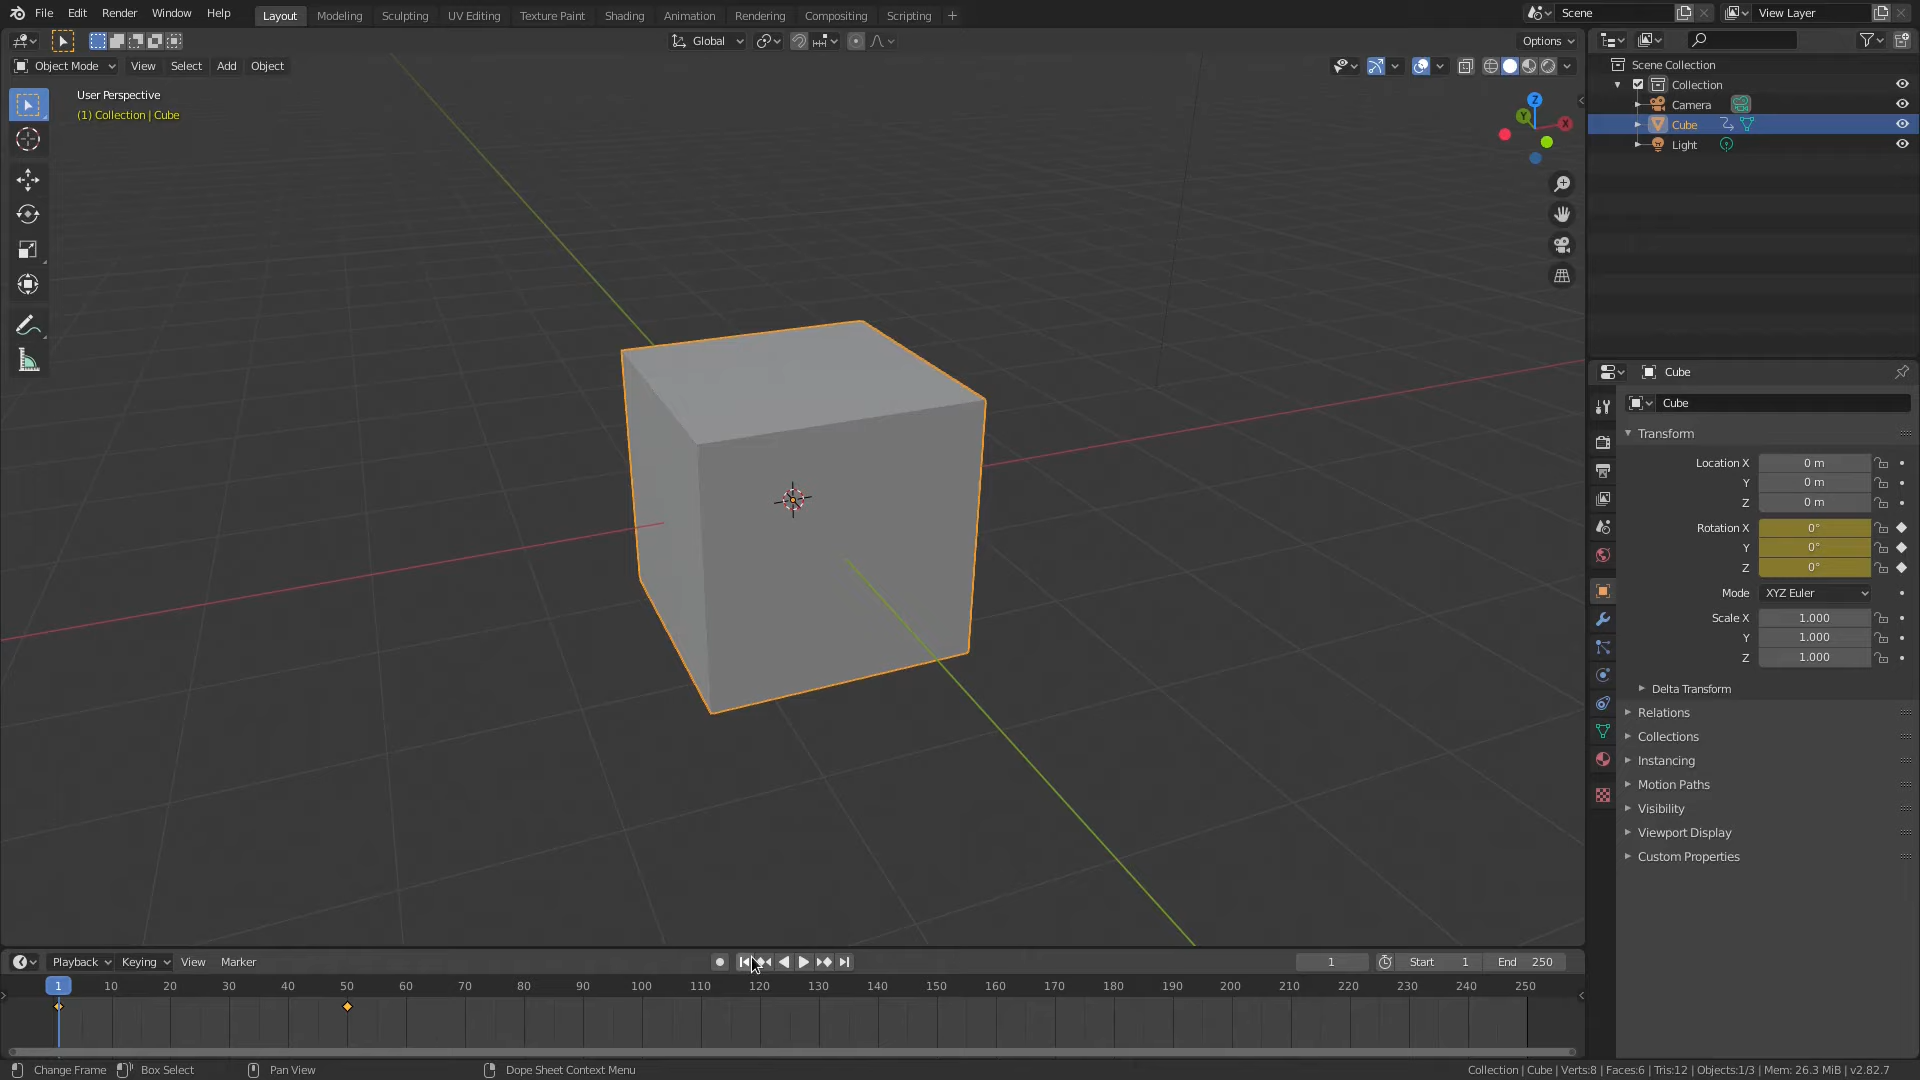 File Edit Render Window Help Layout Modeling Sculpting UV Editing Texture Paint Shading Animation Rendering Compositing Scripting + Scene View Layer
Global Options
Object Mode View Select Add Object
User Perspective
(1) Collection | Cube
Z
Y X
Scene Collection
Collection
Camera
Cube
Light
Cube
Cube
Transform
Location X 0 m
Y 0 m
Z 0 m
Rotation X 0°
Y 0°
Z 0°
Mode XYZ Euler
Scale X 1.000
Y 1.000
Z 1.000
Delta Transform
Relations
Collections
Instancing
Motion Paths
Visibility
Viewport Display
Custom Properties
Playback Keying View Marker 1 Start 1 End 250
1 10 20 30 40 50 60 70 80 90 100 110 120 130 140 150 160 170 180 190 200 210 220 230 240 250
Change Frame Box Select Pan View Dope Sheet Context Menu Collection | Cube | Verts:8 | Faces:6 | Tris:12 | Objects:1/3 | Mem: 26.3 MiB | v2.82.7